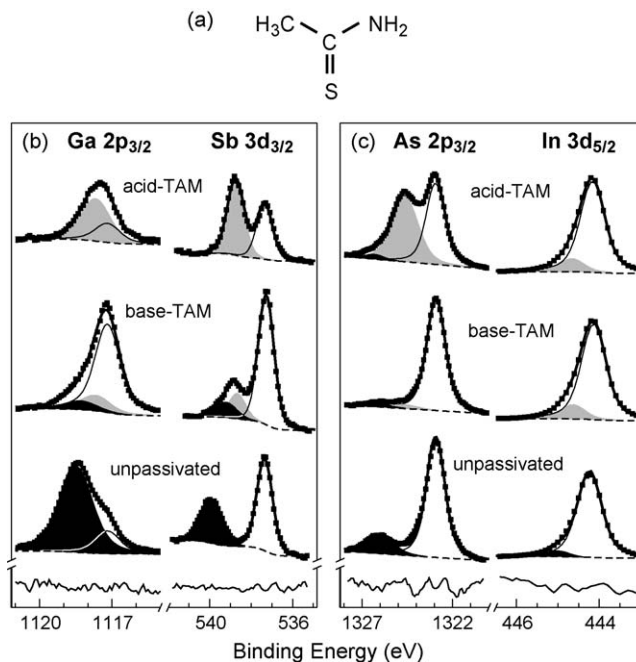 (a) H₃C C NH₂
S
(b) Ga 2p₃/₂ Sb 3d₃/₂ (c) As 2p₃/₂ In 3d₅/₂
acid-TAM acid-TAM
base-TAM base-TAM
unpassivated unpassivated
1120 1117 540 536 1327 1322 446 444
Binding Energy (eV)